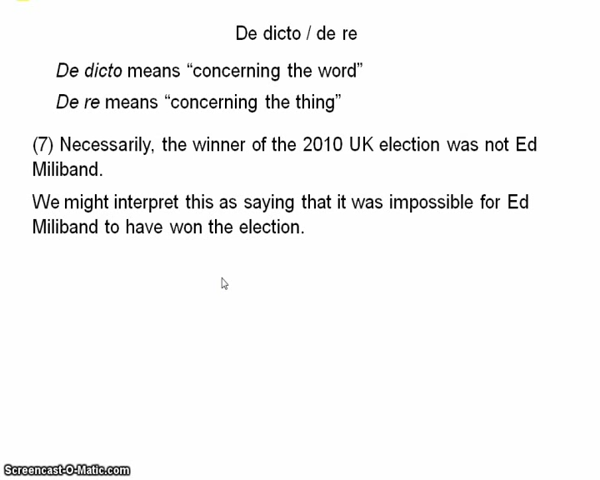 De dicto / de re
De dicto means “concerning the word”
De re means “concerning the thing”
(7) Necessarily, the winner of the 2010 UK election was not Ed
Miliband.
We might interpret this as saying that it was impossible for Ed
Miliband to have won the election.
Screencast-O-Matic.com